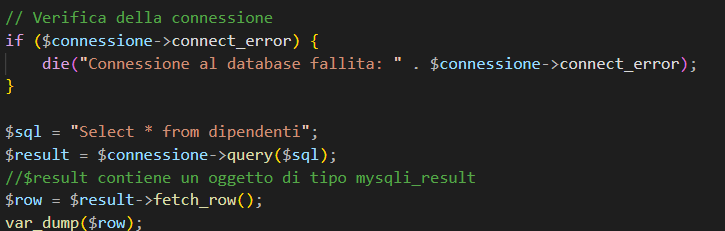 // Verifica della connessione
if ($connessione->connect_error) {
    die("Connessione al database fallita: " . $connessione->connect_error);
}
$sql = "Select * from dipendenti";
$result = $connessione->query($sql);
//$result contiene un oggetto di tipo mysqli_result
$row = $result->fetch_row();
var_dump($row);